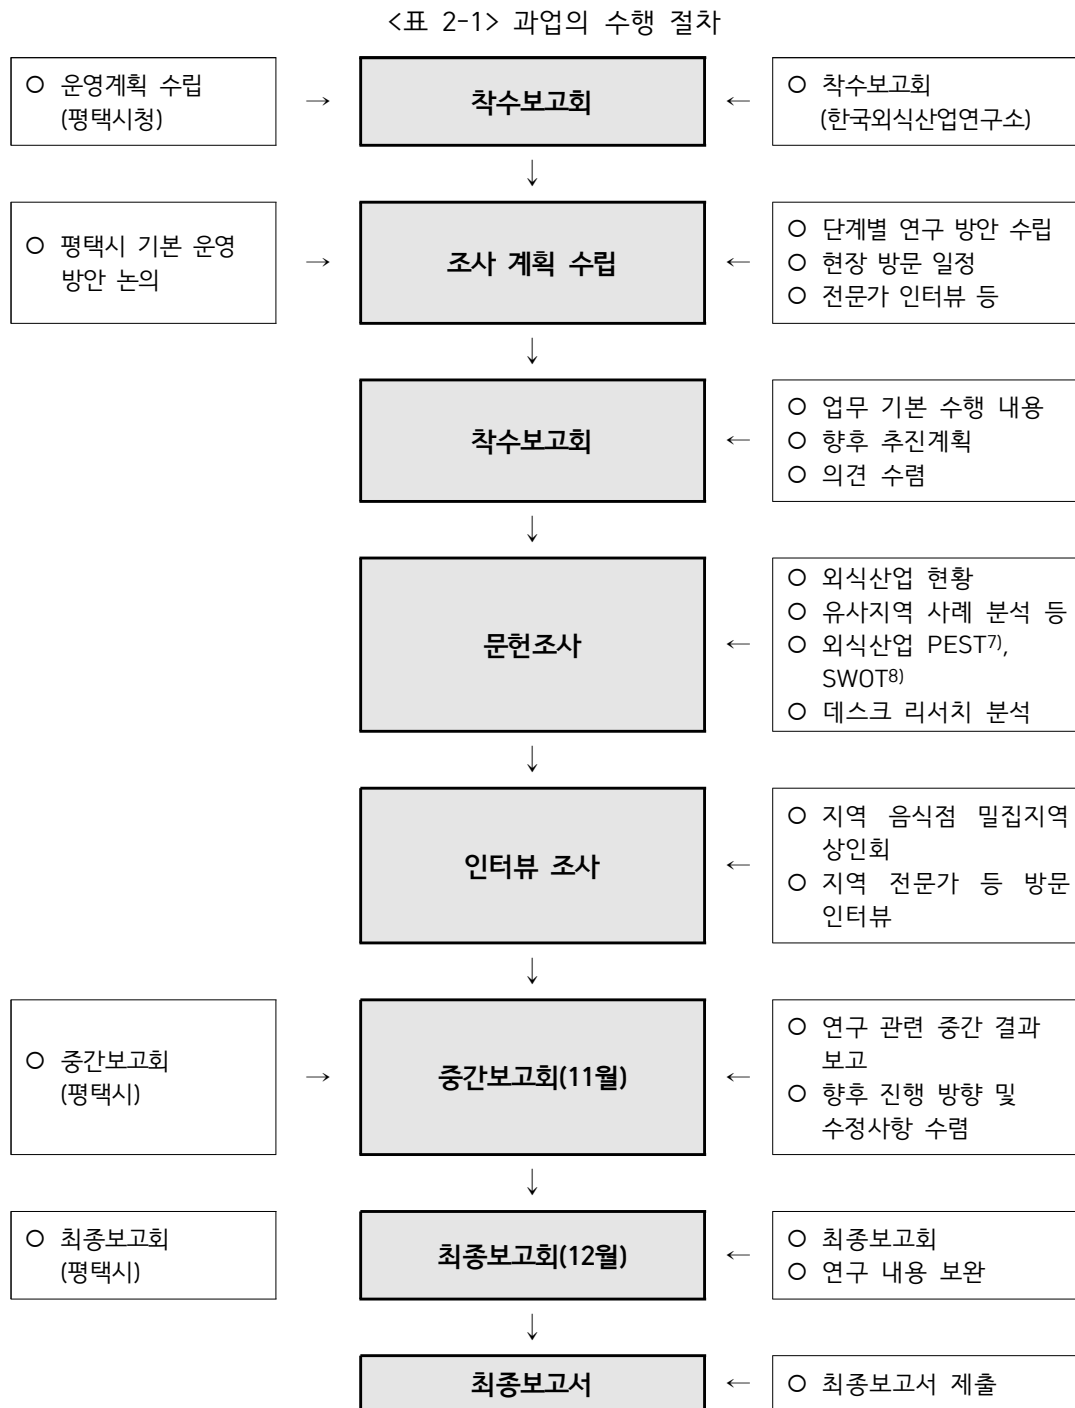 <표 2-1> 과업의 수행 절차
○ 운영계획 수립
(평택시청)
→
착수보고회
←
○ 착수보고회
(한국외식산업연구소)
↓
○ 평택시 기본 운영
방안 논의
→
조사 계획 수립
←
○ 단계별 연구 방안 수립
○ 현장 방문 일정
○ 전문가 인터뷰 등
↓
착수보고회
←
○ 업무 기본 수행 내용
○ 향후 추진계획
○ 의견 수렴
↓
문헌조사
←
○ 외식산업 현황
○ 유사지역 사례 분석 등
○ 외식산업 PEST7),
SWOT8)
○ 데스크 리서치 분석
↓
인터뷰 조사
←
○ 지역 음식점 밀집지역
상인회
○ 지역 전문가 등 방문
인터뷰
↓
○ 중간보고회
(평택시)
→
중간보고회(11월)
←
○ 연구 관련 중간 결과
보고
○ 향후 진행 방향 및
수정사항 수렴
↓
○ 최종보고회
(평택시)
→
최종보고회(12월)
←
○ 최종보고회
○ 연구 내용 보완
↓
최종보고서
←
○ 최종보고서 제출